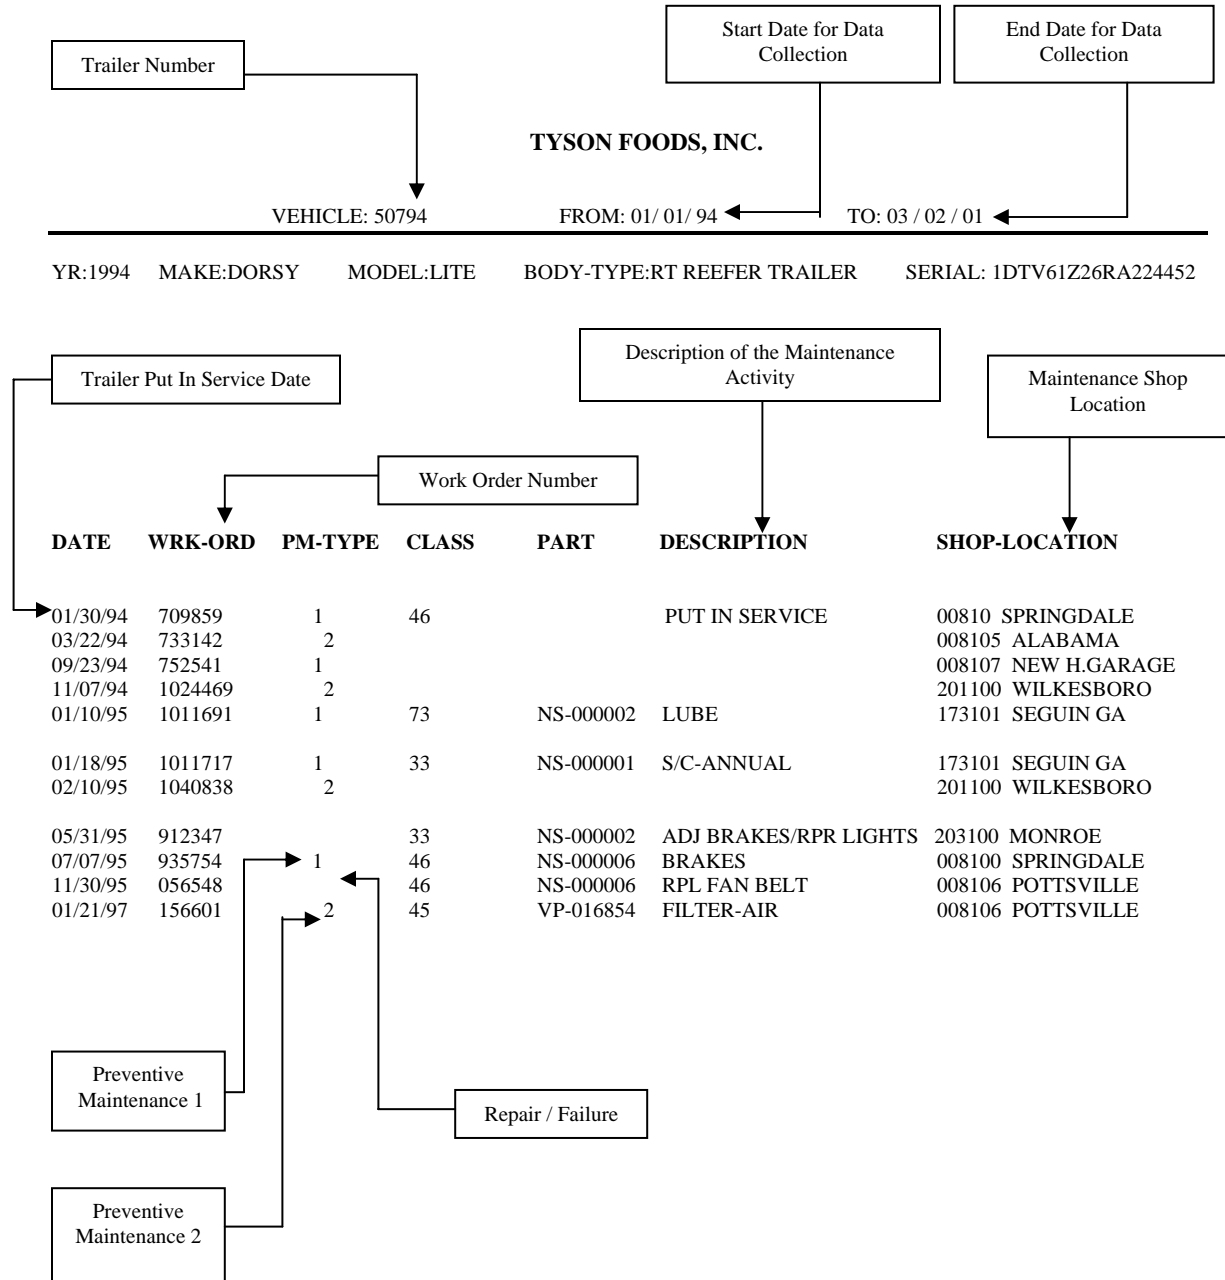 Trailer Number
Start Date for Data
Collection
End Date for Data
Collection
TYSON FOODS, INC.
VEHICLE: 50794 FROM: 01/ 01/ 94 TO: 03 / 02 / 01
YR:1994 MAKE:DORSY MODEL:LITE BODY-TYPE:RT REEFER TRAILER SERIAL: 1DTV61Z26RA224452
Trailer Put In Service Date
Description of the Maintenance
Activity
Maintenance Shop
Location
Work Order Number
DATE WRK-ORD PM-TYPE CLASS PART DESCRIPTION SHOP-LOCATION
01/30/94 709859 1 46 PUT IN SERVICE 00810 SPRINGDALE
03/22/94 733142 2 008105 ALABAMA
09/23/94 752541 1 008107 NEW H.GARAGE
11/07/94 1024469 2 201100 WILKESBORO
01/10/95 1011691 1 73 NS-000002 LUBE 173101 SEGUIN GA
01/18/95 1011717 1 33 NS-000001 S/C-ANNUAL 173101 SEGUIN GA
02/10/95 1040838 2 201100 WILKESBORO
05/31/95 912347 33 NS-000002 ADJ BRAKES/RPR LIGHTS 203100 MONROE
07/07/95 935754 1 46 NS-000006 BRAKES 008100 SPRINGDALE
11/30/95 056548 46 NS-000006 RPL FAN BELT 008106 POTTSVILLE
01/21/97 156601 2 45 VP-016854 FILTER-AIR 008106 POTTSVILLE
Preventive
Maintenance 1
Repair / Failure
Preventive
Maintenance 2